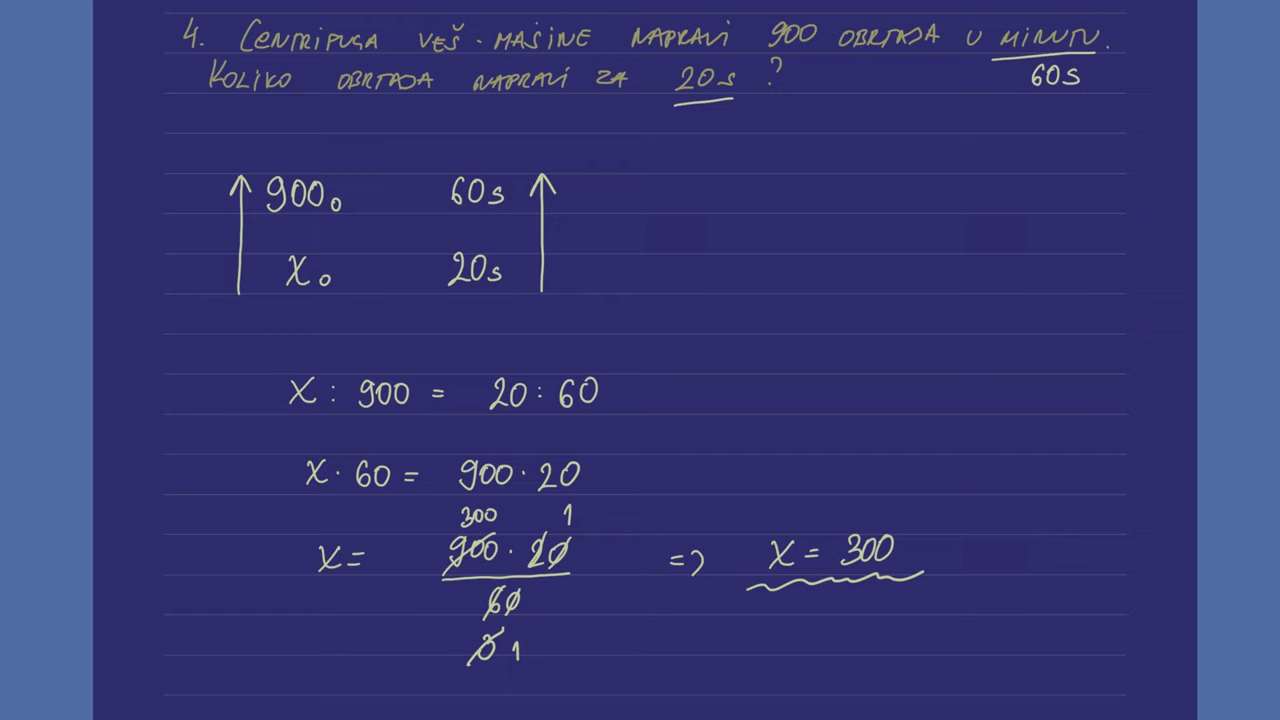 4. CENTRIFUGA VEŠ-MAŠINE NAPRAVI 900 OBRTAJA U MINUTU.
KOLIKO OBRTAJA NAPRAVI ZA 20s ? 60s
900o 60s
xo 20s
x : 900 = 20 : 60
x · 60 = 900 · 20
300 1
x = 900 · 20 => x = 300
60
3 1